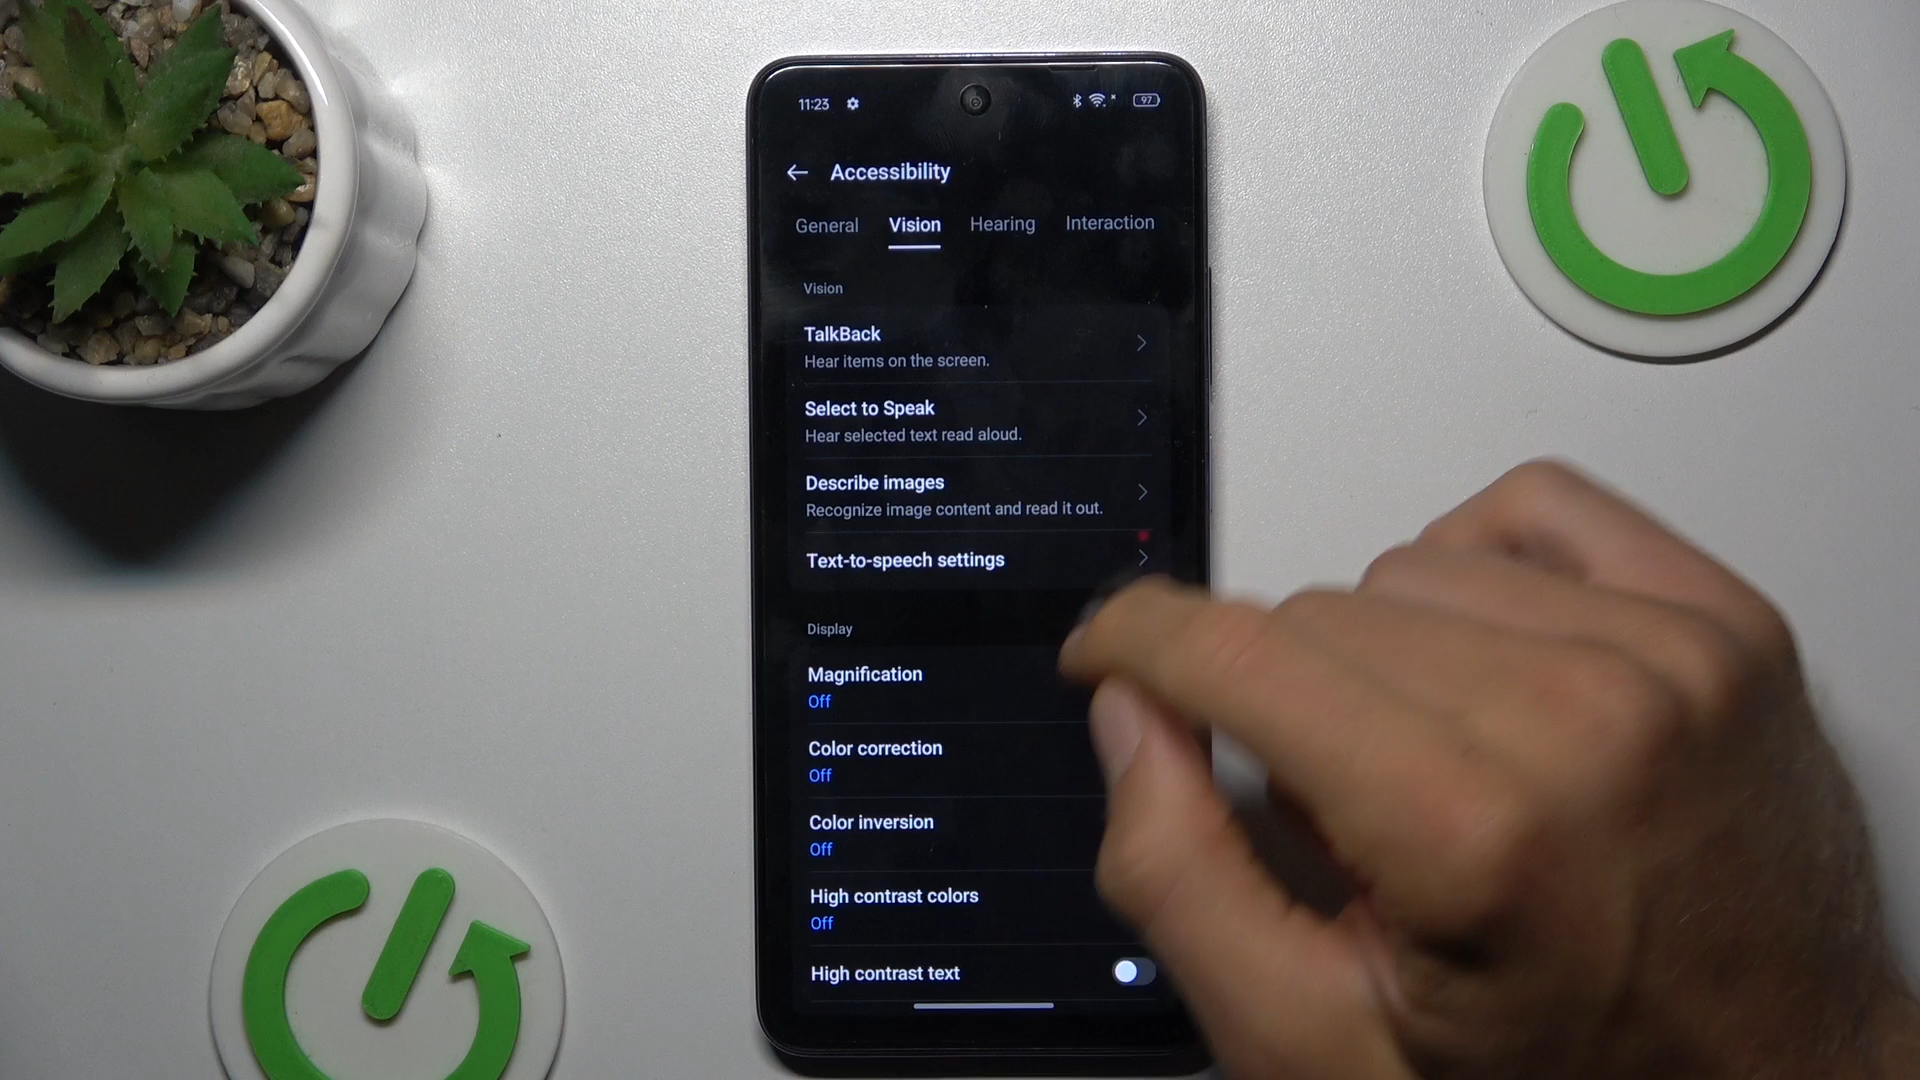 11:23
97
Accessibility
General Vision Hearing Interaction
Vision
TalkBack
Hear items on the screen.
Select to Speak
Hear selected text read aloud.
Describe images
Recognize image content and read it out.
Text-to-speech settings
Display
Magnification
Off
Color correction
Off
Color inversion
Off
High contrast colors
Off
High contrast text